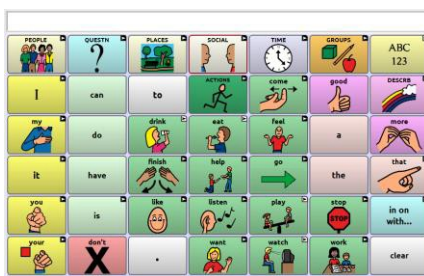 PEOPLE QUESTN PLACES SOCIAL TIME GROUPS ABC 123
I can to ACTIONS come good DESCRB
my do drink eat feel a more
it have finish help go the that
you is like listen play stop STOP in on with...
your don't . want watch work clear